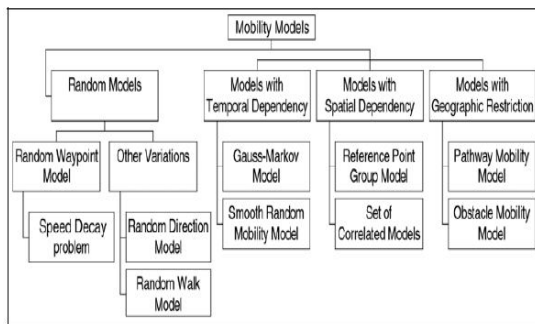 Mobility Models
Random Models
Models with
Temporal Dependency
Models with
Spatial Dependency
Models with
Geographic Restriction
Random Waypoint
Model
Other Variations
Gauss-Markov
Model
Reference Point
Group Model
Pathway Mobility
Model
Speed Decay
problem
Random Direction
Model
Smooth Random
Mobility Model
Set of
Correlated Models
Obstacle Mobility
Model
Random Walk
Model